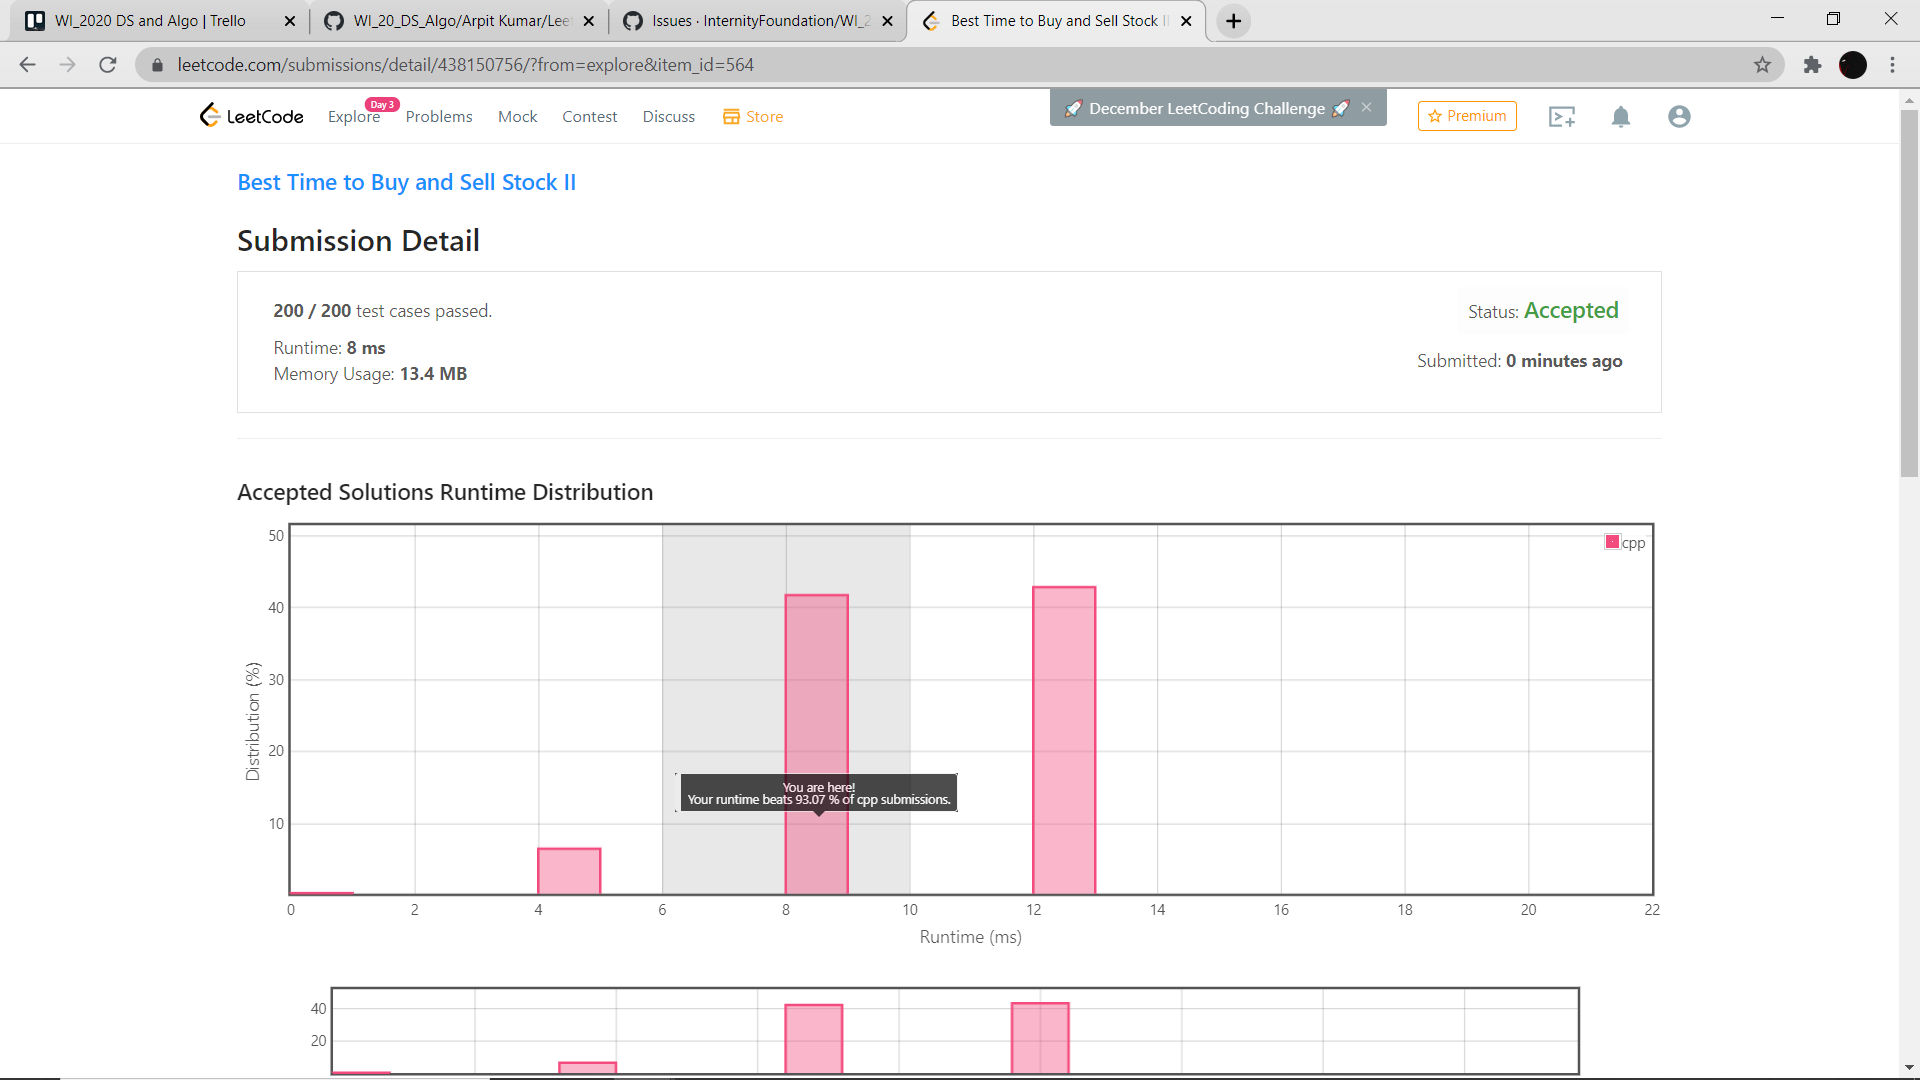 WI_2020 DS and Algo | Trello
WI_20_DS_Algo/Arpit Kumar/Lee
Issues · InternityFoundation/WI_2
Best Time to Buy and Sell Stock II
leetcode.com/submissions/detail/438150756/?from=explore&item_id=564
LeetCode
Explore
Day 3
Problems
Mock
Contest
Discuss
Store
🚀 December LeetCoding Challenge 🚀
Premium
Best Time to Buy and Sell Stock II
Submission Detail
200 / 200 test cases passed.
Status: Accepted
Runtime: 8 ms
Submitted: 0 minutes ago
Memory Usage: 13.4 MB
Accepted Solutions Runtime Distribution
50
40
30
20
10
Distribution (%)
cpp
You are here!
Your runtime beats 93.07 % of cpp submissions.
0 2 4 6 8 10 12 14 16 18 20 22
Runtime (ms)
40
20